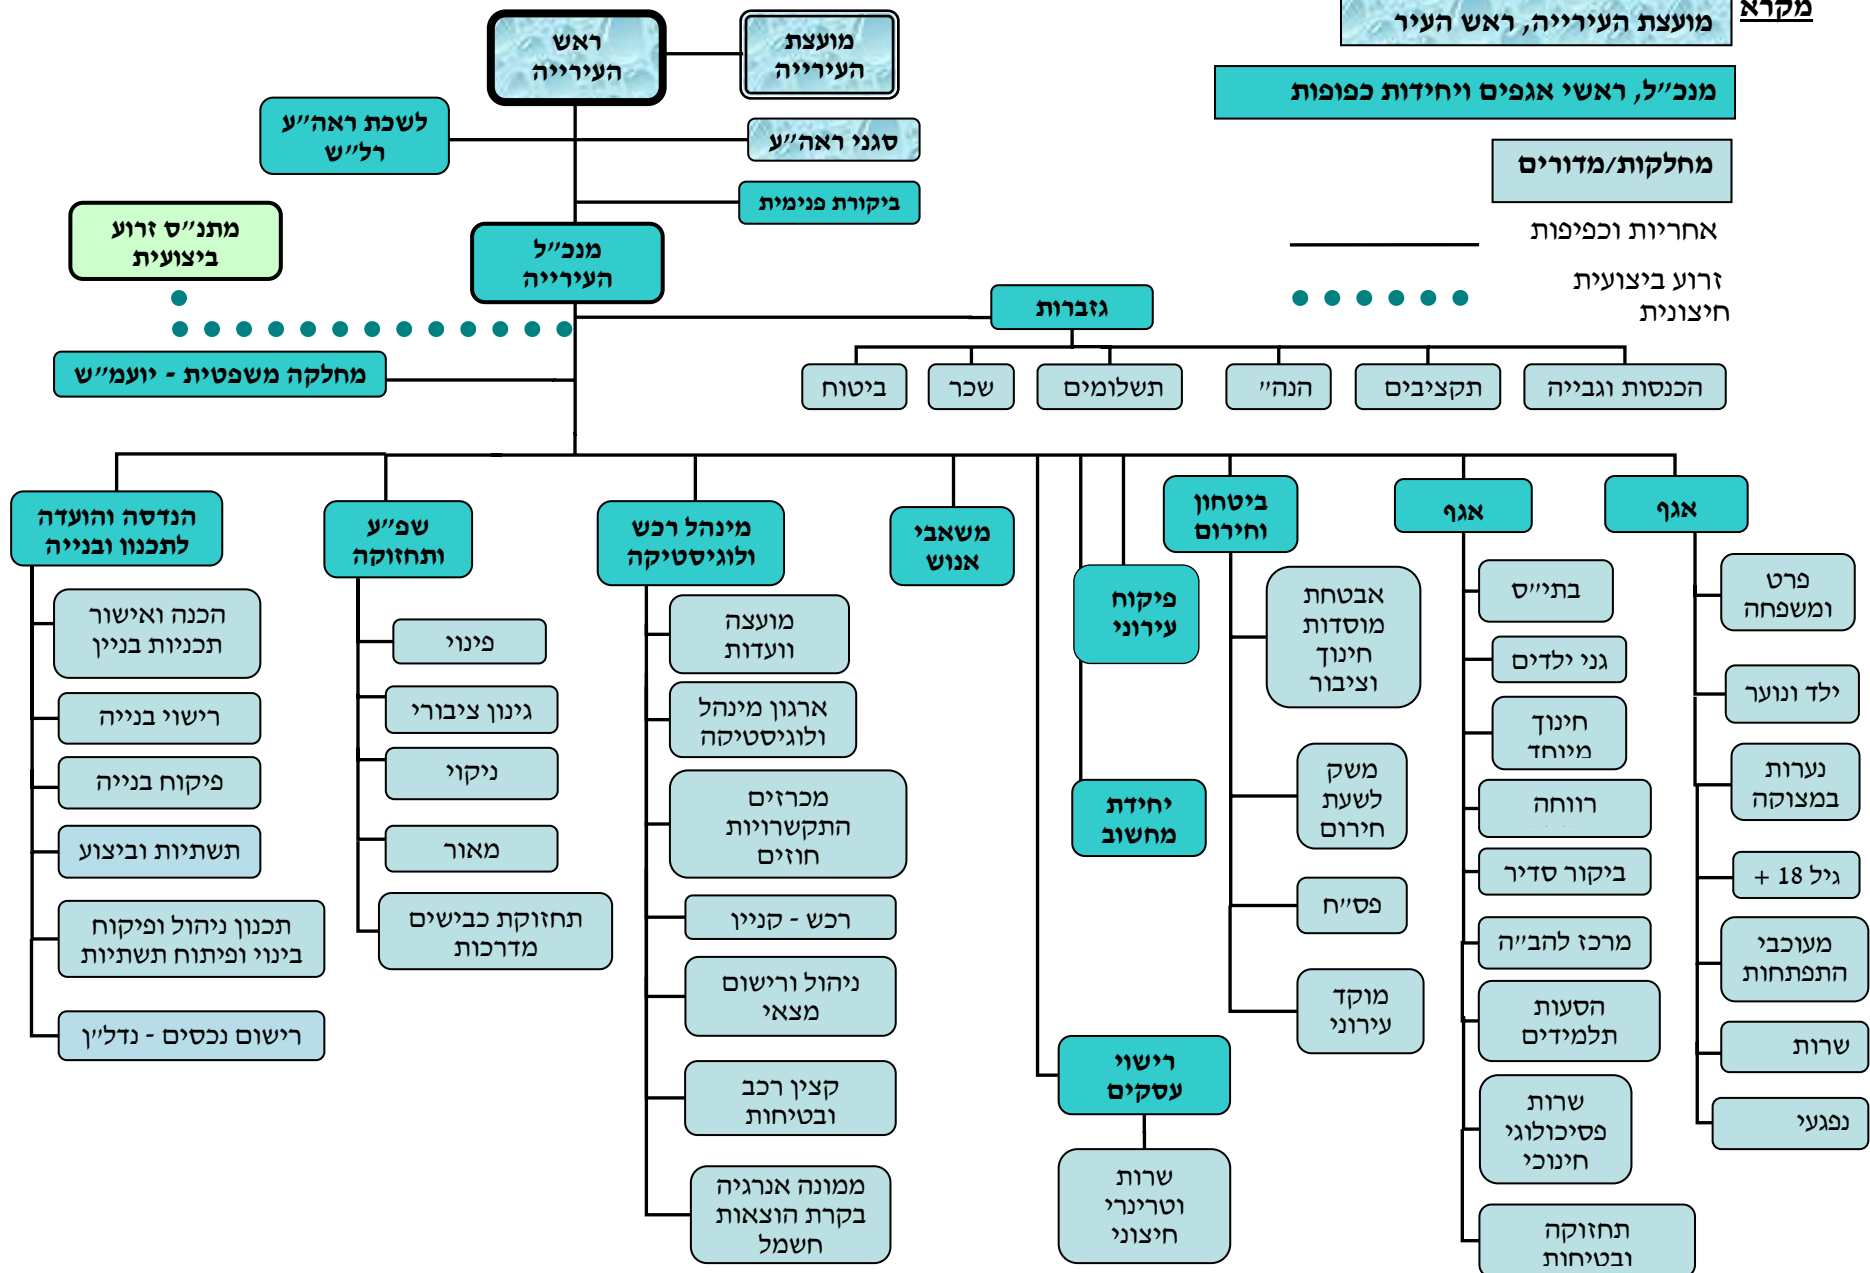 מקרא
מועצת העירייה, ראש העיר
מנכ״ל, ראשי אגפים ויחידות כפופות
מחלקות/מדורים
אחריות וכפיפות
זרוע ביצועית
חיצונית
מועצת
העירייה
ראש
העירייה
סגני ראה״ע
לשכת ראה״ע
רל״ש
ביקורת פנימית
מנכ״ל
העירייה
מתנ״ס זרוע
ביצועית
גזברות
מחלקה משפטית - יועמ״ש
הכנסות וגבייה
תקציבים
הנה״
תשלומים
שכר
ביטוח
אגף
פרט
ומשפחה
ילד ונוער
נערות
במצוקה
גיל 18 +
מעוכבי
התפתחות
שרות
נפגעי
אגף
בתי״ס
גני ילדים
חינוך
מיוחד
רווחה
ביקור סדיר
מרכז להב״ה
הסעות
תלמידים
שרות
פסיכולוגי
חינוכי
תחזוקה
ובטיחות
ביטחון
וחירום
אבטחת
מוסדות
חינוך
וציבור
משק
לשעת
חירום
פס״ח
מוקד
עירוני
פיקוח
עירוני
יחידת
מחשוב
רישוי
עסקים
שרות
וטרינרי
חיצוני
משאבי
אנוש
מינהל רכש
ולוגיסטיקה
מועצה
וועדות
ארגון מינהל
ולוגיסטיקה
מכרזים
התקשרויות
חוזים
רכש - קניין
ניהול ורישום
מצאי
קצין רכב
ובטיחות
ממונה אנרגיה
בקרת הוצאות
חשמל
שפ״ע
ותחזוקה
פינוי
גינון ציבורי
ניקוי
מאור
תחזוקת כבישים
מדרכות
הנדסה והועדה
לתכנון ובנייה
הכנה ואישור
תכניות בניין
רישוי בנייה
פיקוח בנייה
תשתיות וביצוע
תכנון ניהול ופיקוח
בינוי ופיתוח תשתיות
רישום נכסים - נדל״ן